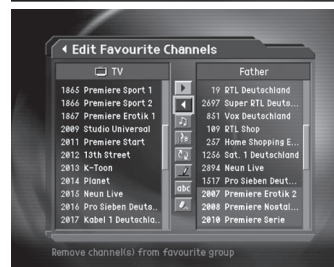 Edit Favourite Channels
TV
1865 Premiere Sport 1
1866 Premiere Sport 2
1867 Premiere Erotik 1
2009 Studio Universal
2011 Premiere Start
2012 13th Street
2013 K-Toon
2014 Planet
2015 Neun Live
2016 Pro Sieben Deuts..
2017 Kabel 1 Deutschla..
abc
Father
19 RTL Deutschland
2697 Super RTL Deuts...
851 Vox Deutschland
109 RTL Shop
257 Home Shopping E...
1256 Sat. 1 Deutschland
2894 Neun Live
1517 Pro Sieben Deut...
2007 Premiere Erotik 2
2008 Premiere Nostal...
2010 Premiere Serie
Remove channel(s) from favourite group